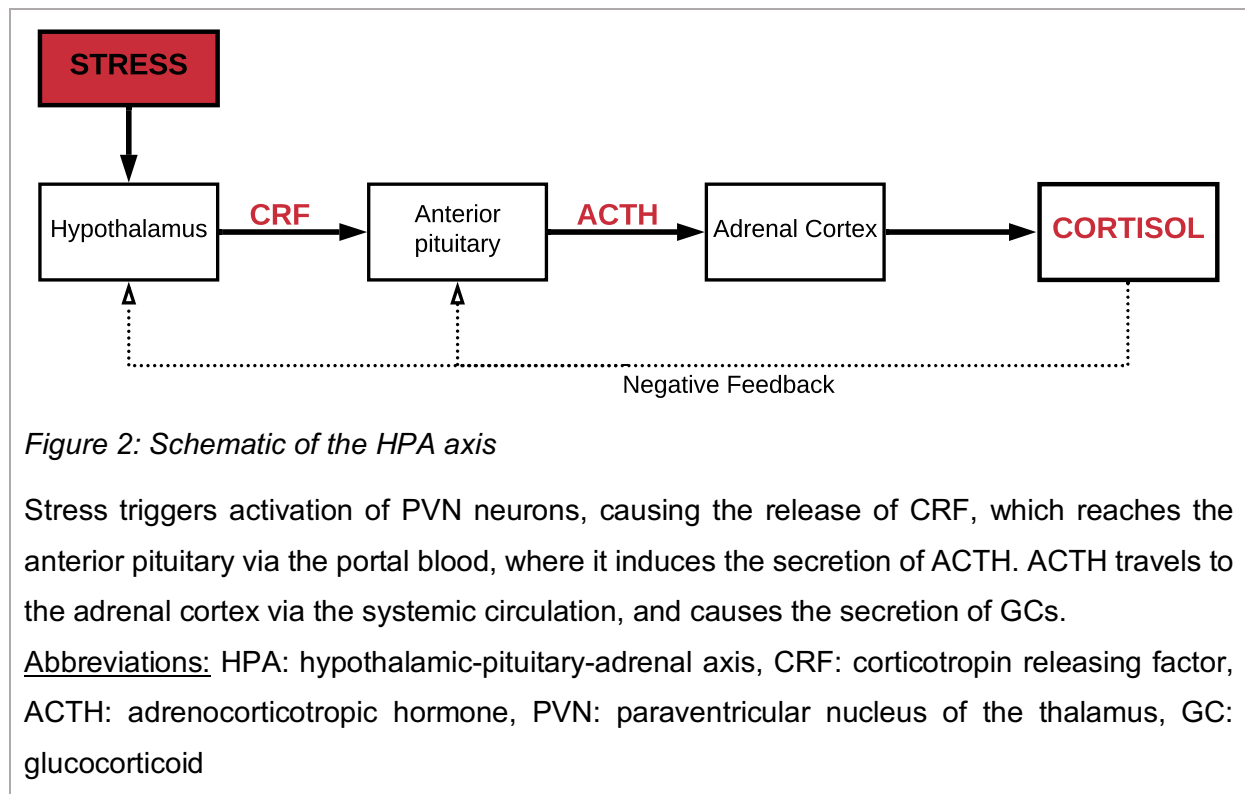 STRESS
Hypothalamus
CRF
Anterior
pituitary
ACTH
Adrenal Cortex
CORTISOL
Negative Feedback
Figure 2: Schematic of the HPA axis
Stress triggers activation of PVN neurons, causing the release of CRF, which reaches the
anterior pituitary via the portal blood, where it induces the secretion of ACTH. ACTH travels to
the adrenal cortex via the systemic circulation, and causes the secretion of GCs.
Abbreviations: HPA: hypothalamic-pituitary-adrenal axis, CRF: corticotropin releasing factor,
ACTH: adrenocorticotropic hormone, PVN: paraventricular nucleus of the thalamus, GC:
glucocorticoid